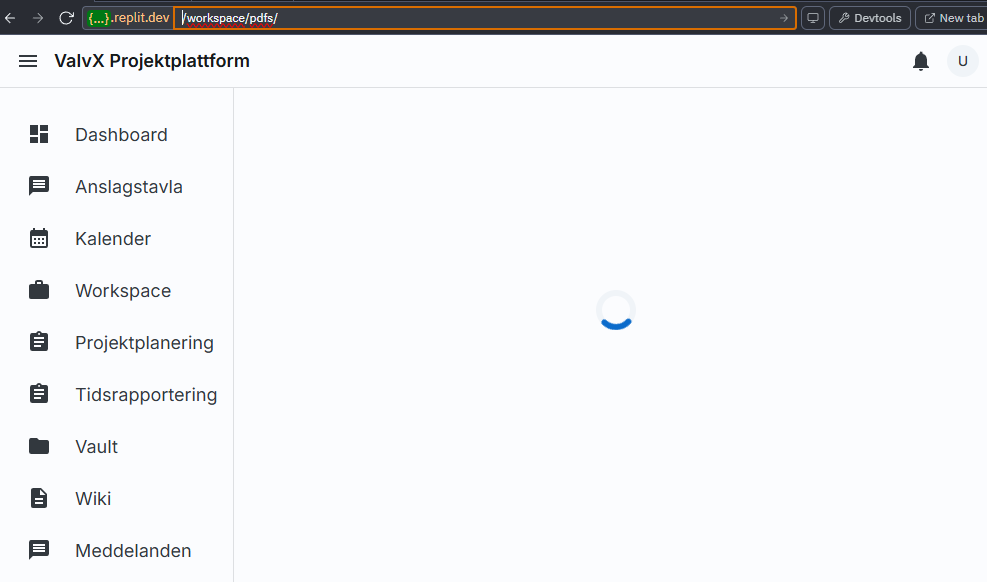 {...}.replit.dev /workspace/pdfs/ Devtools New tab
ValvX Projektplattform U
Dashboard
Anslagstavla
Kalender
Workspace
Projektplanering
Tidsrapportering
Vault
Wiki
Meddelanden